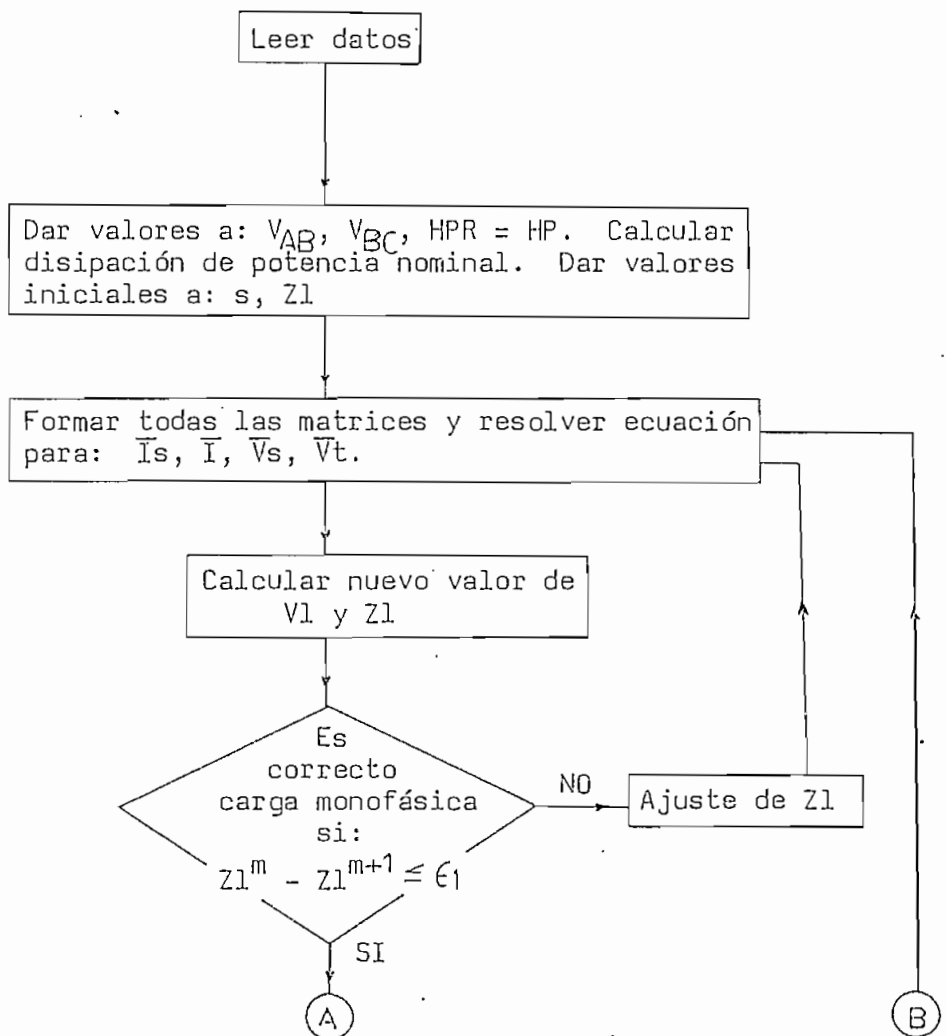 Leer datos
Dar valores a: V_AB, V_BC, HPR = HP. Calcular
disipación de potencia nominal. Dar valores
iniciales a: s, Zl
Formar todas las matrices y resolver ecuación
para: I̅s, I̅, V̅s, V̅t.
Calcular nuevo valor de
Vl y Zl
Es
correcto
carga monofásica
si:
Zl^m - Zl^m+1 ≤ ϵ1
NO
Ajuste de Zl
SI
A
B